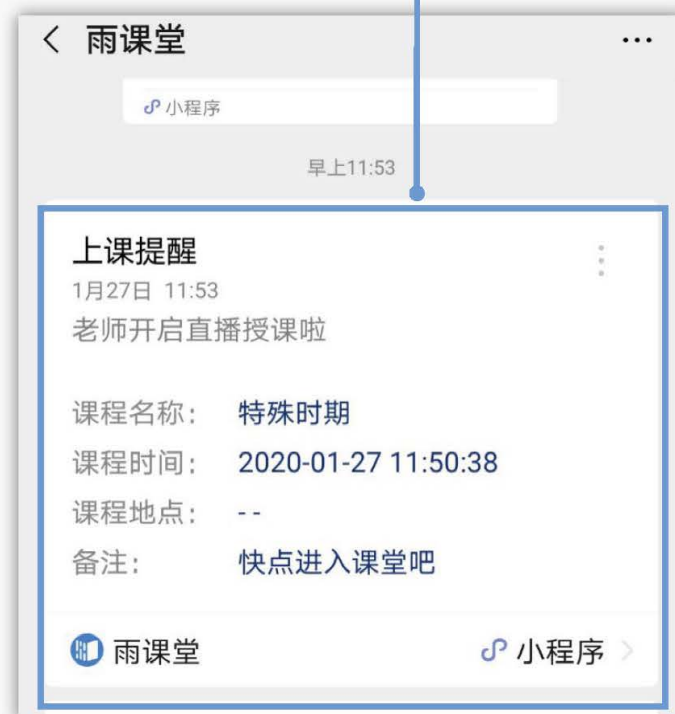 雨课堂
小程序
早上11:53
上课提醒
1月27日 11:53
老师开启直播授课啦
课程名称: 特殊时期
课程时间: 2020-01-27 11:50:38
课程地点: - -
备注: 快点进入课堂吧
雨课堂 小程序